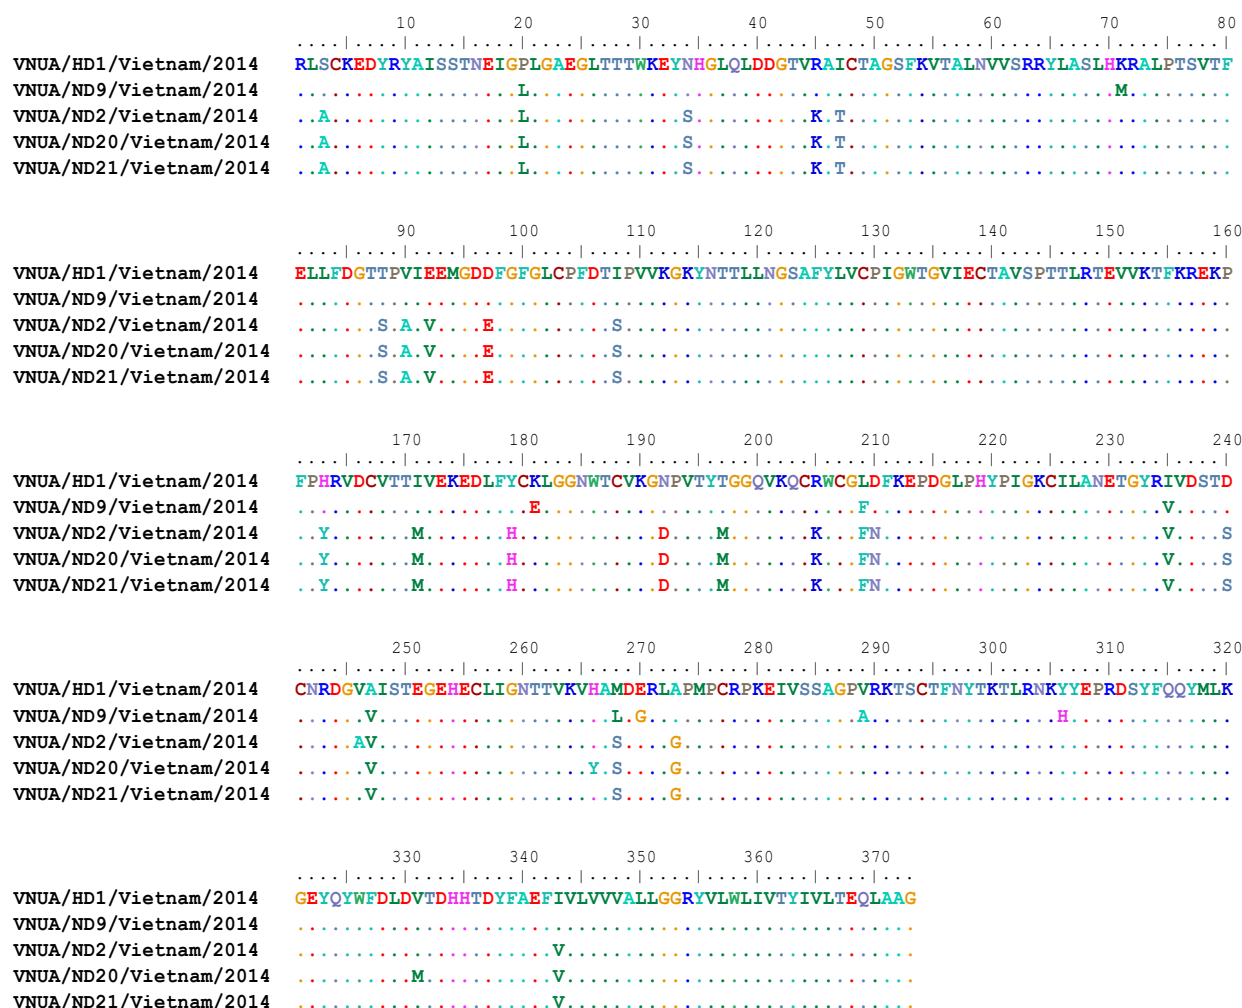 10 20 30 40 50 60 70 80
....|....|....|....|....|....|....|....|....|....|....|....|....|....|....|....|
VNUA/HD1/Vietnam/2014 RLSCKEDYRYAISSTNEIGPLGAEGLTTTWKEYNHGLQLDDGTVRAICTAGSFKVTALNVVSRRYLASLHKRALPTSVTF
VNUA/ND9/Vietnam/2014 ...................L..................................................M.........
VNUA/ND2/Vietnam/2014 ..A................L.............S..........K.T.................................
VNUA/ND20/Vietnam/2014 ..A................L.............S..........K.T.................................
VNUA/ND21/Vietnam/2014 ..A................L.............S..........K.T.................................
90 100 110 120 130 140 150 160
....|....|....|....|....|....|....|....|....|....|....|....|....|....|....|....|
VNUA/HD1/Vietnam/2014 ELLFDGTTPVIEEMGDDFGFGLCPFDTIPVVKGKYNTTLLNGSAFYLVCPIGWTGVIECTAVSPTTLRTEVVKTFKREKP
VNUA/ND9/Vietnam/2014 ................................................................................
VNUA/ND2/Vietnam/2014 .......S.A.V....E..........S....................................................
VNUA/ND20/Vietnam/2014 .......S.A.V....E..........S....................................................
VNUA/ND21/Vietnam/2014 .......S.A.V....E..........S....................................................
170 180 190 200 210 220 230 240
....|....|....|....|....|....|....|....|....|....|....|....|....|....|....|....|
VNUA/HD1/Vietnam/2014 FPHRVDCVTTIVEKEDLFYCKLGGNWTCVKGNPVTYTGGQVKQCRWCGLDFKEPDGLPHYPIGKCILANETGYRIVDSTD
VNUA/ND9/Vietnam/2014 ....................E...........................F.........................V.....
VNUA/ND2/Vietnam/2014 ..Y.......M.......H............D....M.......K...FN........................V....S
VNUA/ND20/Vietnam/2014 ..Y.......M.......H............D....M.......K...FN........................V....S
VNUA/ND21/Vietnam/2014 ..Y.......M.......H............D....M.......K...FN........................V....S
250 260 270 280 290 300 310 320
....|....|....|....|....|....|....|....|....|....|....|....|....|....|....|....|
VNUA/HD1/Vietnam/2014 CNRDGVAISTEGEHECLIGNTTVKVHAMDERLAPMPCRPKEIVSSAGPVRKTSCTFNYTKTLRNKYYEPRDSYFQQYMLK
VNUA/ND9/Vietnam/2014 ......V....................L.G..................A................H..............
VNUA/ND2/Vietnam/2014 .....AV....................S....G...............................................
VNUA/ND20/Vietnam/2014 ......V..................Y.S....G...............................................
VNUA/ND21/Vietnam/2014 ......V....................S....G...............................................
330 340 350 360 370
....|....|....|....|....|....|....|....|....|....|...
VNUA/HD1/Vietnam/2014 GEYQYWFDLDVTDHHTDYFAEFIVLVVVALLGGRYVLWLIVTYIVLTEQLAAG
VNUA/ND9/Vietnam/2014 .....................................................
VNUA/ND2/Vietnam/2014 ......................V..............................
VNUA/ND20/Vietnam/2014 ..........M...........V..............................
VNUA/ND21/Vietnam/2014 ......................V..............................